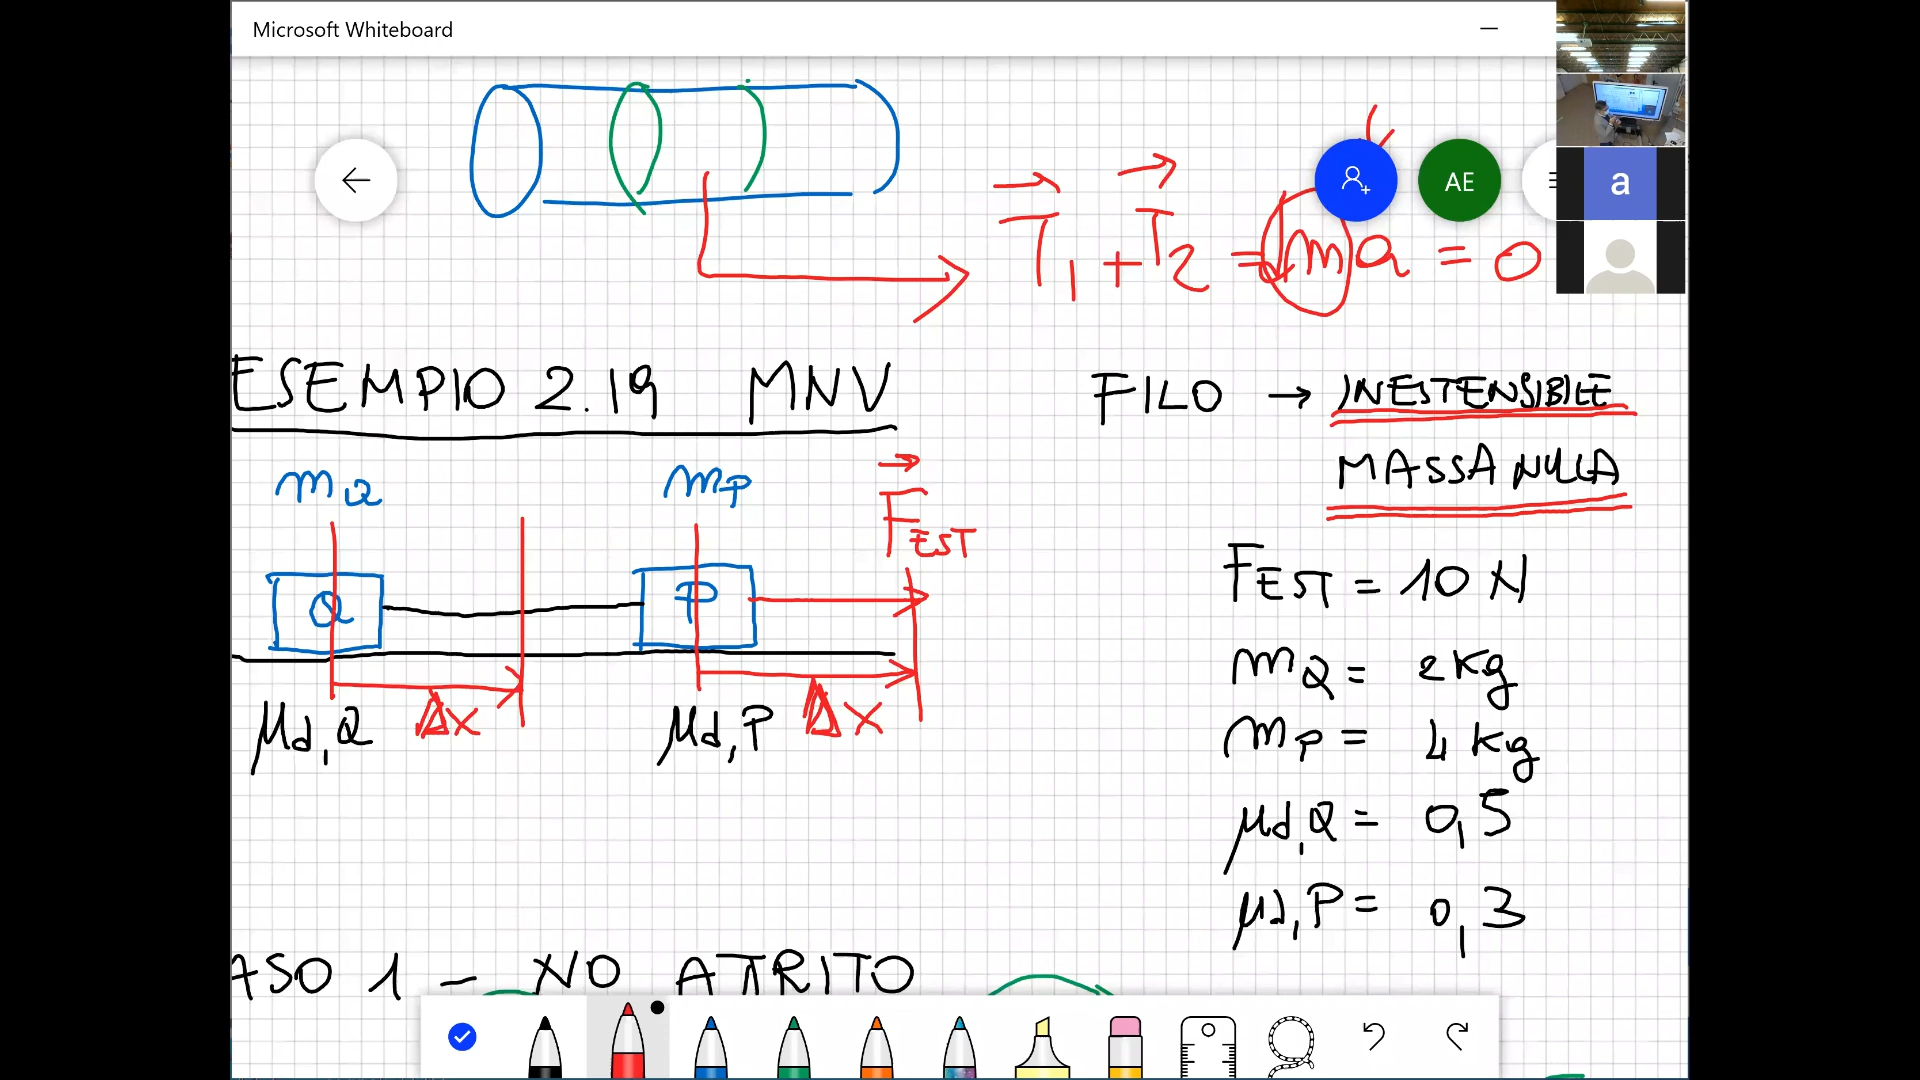 Microsoft Whiteboard
AE
a
T1 + T2 = dm a = 0
ESEMPIO 2.19 MNV
FILO → INESTENSIBILE
MASSA NULLA
mQ
mP
FEST
Q
P
FEST = 10 N
mQ = 2 kg
mP = 4 kg
μd,Q
Δx
μd,P
Δx
μd,Q = 0,5
μd,P = 0,3
ASO 1 - NO ATTRITO